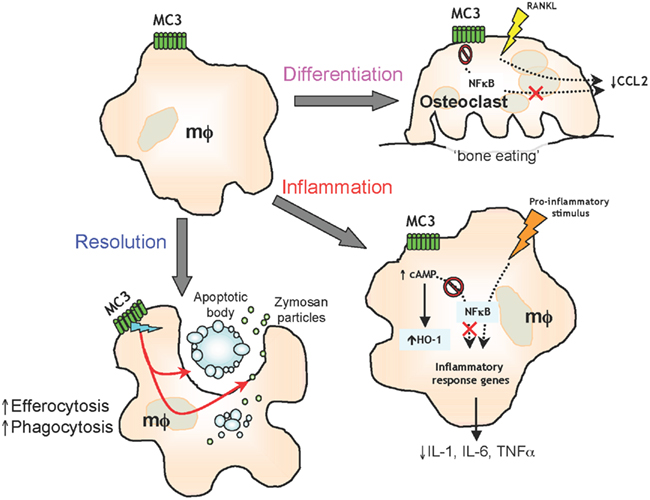 MC3
mϕ
Differentiation
MC3
RANKL
NFκB
Osteoclast
↓CCL2
'bone eating'
Inflammation
Resolution
MC3
Pro-inflammatory
stimulus
↑ cAMP
NFκB
mϕ
↑HO-1
Inflammatory
response genes
↓IL-1, IL-6, TNFα
MC3
Apoptotic
body
Zymosan
particles
mϕ
↑Efferocytosis
↑Phagocytosis